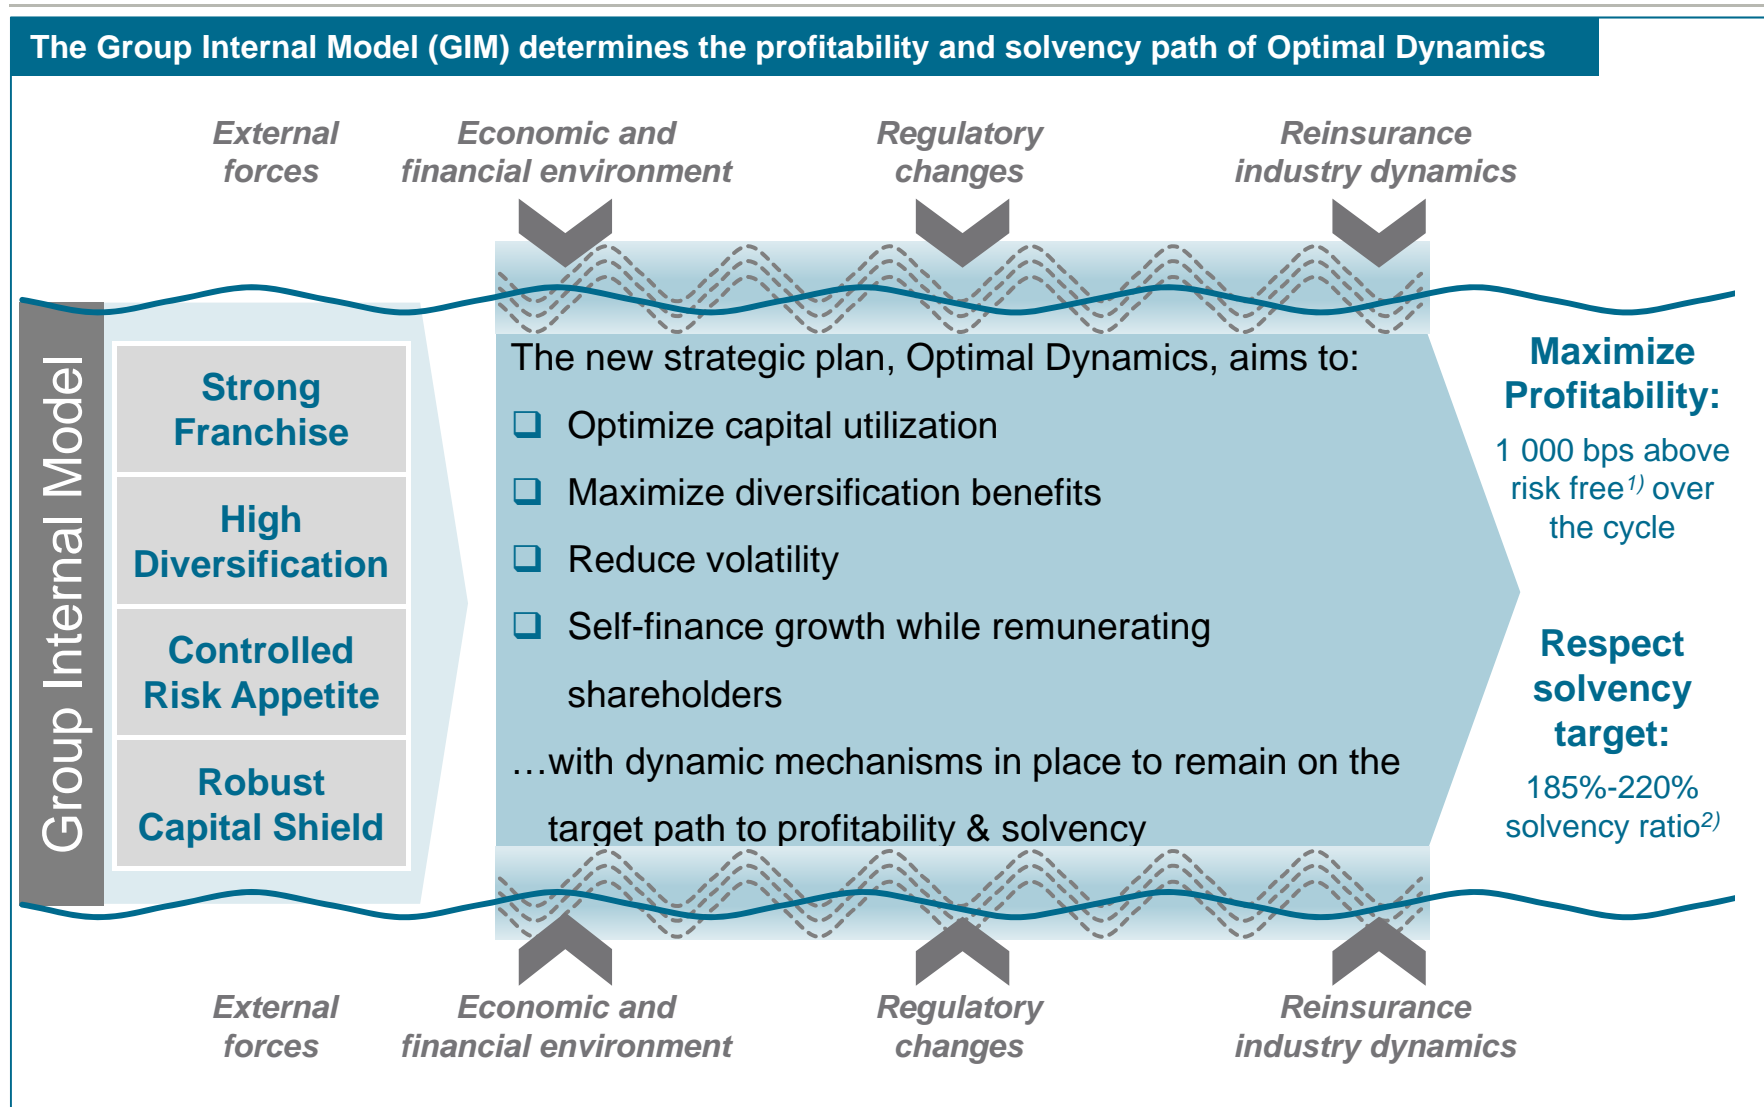 The Group Internal Model (GIM) determines the profitability and solvency path of Optimal Dynamics
External
forces
Economic and
financial environment
Regulatory
changes
Reinsurance
industry dynamics
Group Internal Model
Strong
Franchise
High
Diversification
Controlled
Risk Appetite
Robust
Capital Shield
The new strategic plan, Optimal Dynamics, aims to:
❑ Optimize capital utilization
❑ Maximize diversification benefits
❑ Reduce volatility
❑ Self-finance growth while remunerating
shareholders
…with dynamic mechanisms in place to remain on the
target path to profitability & solvency
Maximize
Profitability:
1 000 bps above
risk free1) over
the cycle
Respect
solvency
target:
185%-220%
solvency ratio2)
External
forces
Economic and
financial environment
Regulatory
changes
Reinsurance
industry dynamics